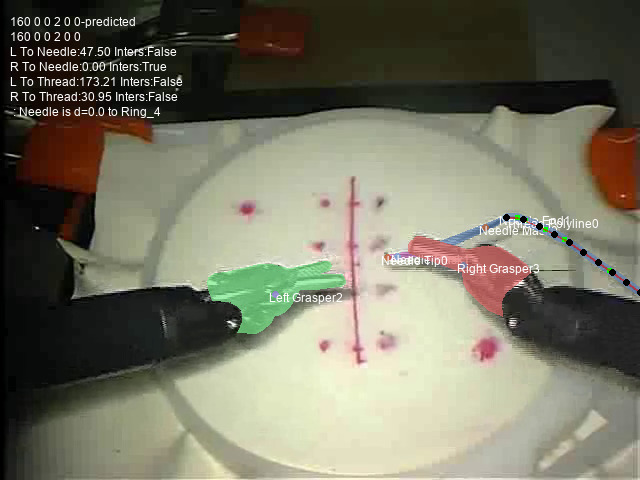 160 0 0 2 0 0-predicted
160 0 0 2 0 0
L To Needle:47.50 Inters:False
R To Needle:0.00 Inters:True
L To Thread:173.21 Inters:False
R To Thread:30.95 Inters:False
: Needle is d=0.0 to Ring_4
Polyline0
Needle
Right Grasper3
Left Grasper2